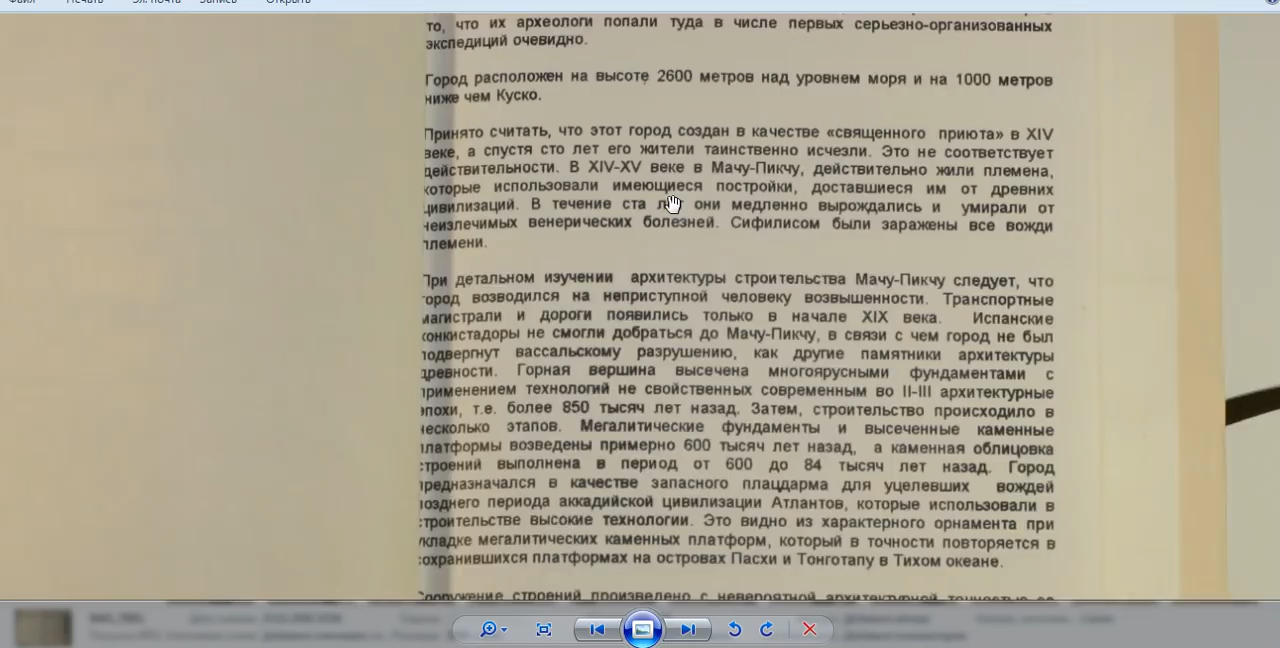 Файл Печать Эл. почта Запись Открыть
то, что их археологи попали туда в числе первых серьезно-организованных
экспедиций очевидно.
Город расположен на высоте 2600 метров над уровнем моря и на 1000 метров
ниже чем Куско.
Принято считать, что этот город создан в качестве «священного приюта» в XIV
веке, а спустя сто лет его жители таинственно исчезли. Это не соответствует
действительности. В XIV-XV веке в Мачу-Пикчу, действительно жили племена,
которые использовали имеющиеся постройки, доставшиеся им от древних
цивилизаций. В течение ста они медленно вырождались и умирали от
неизлечимых венерических болезней. Сифилисом были заражены все вожди
племени.
При детальном изучении архитектуры строительства Мачу-Пикчу следует, что
город возводился на неприступной человеку возвышенности. Транспортные
магистрали и дороги появились только в начале XIX века. Испанские
конкистадоры не смогли добраться до Мачу-Пикчу, в связи с чем город не был
подвергнут вассальскому разрушению, как другие памятники архитектуры
древности. Горная вершина высечена многоярусными фундаментами с
применением технологий не свойственных современным во II-III архитектурные
эпохи, т.е. более 850 тысяч лет назад. Затем, строительство происходило в
несколько этапов. Мегалитические фундаменты и высеченные каменные
платформы возведены примерно 600 тысяч лет назад, а каменная облицовка
строений выполнена в период от 600 до 84 тысяч лет назад. Город
предназначался в качестве запасного плацдарма для уцелевших вождей
позднего периода аккадийской цивилизации Атлантов, которые использовали в
строительстве высокие технологии. Это видно из характерного орнамента при
укладке мегалитических каменных платформ, который в точности повторяется в
сохранившихся платформах на островах Пасхи и Тонготапу в Тихом океане.
Сооружение строений произведено с невероятной архитектурной точностью